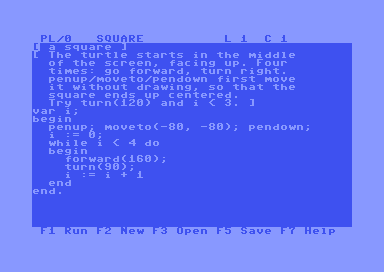 PL/0   SQUARE          L 1  C 1
[ a square ]
[ The turtle starts in the middle
  of the screen, facing up. Four
  times: go forward, turn right.
  penup/moveto/pendown first move
  it without drawing, so that the
  square ends up centered.
  Try turn(120) and i < 3. ]
var i;
begin
  penup; moveto(-80, -80); pendown;
  i := 0;
  while i < 4 do
  begin
    forward(160);
    turn(90);
    i := i + 1
  end
end.
F1 Run F2 New F3 Open F5 Save F7 Help